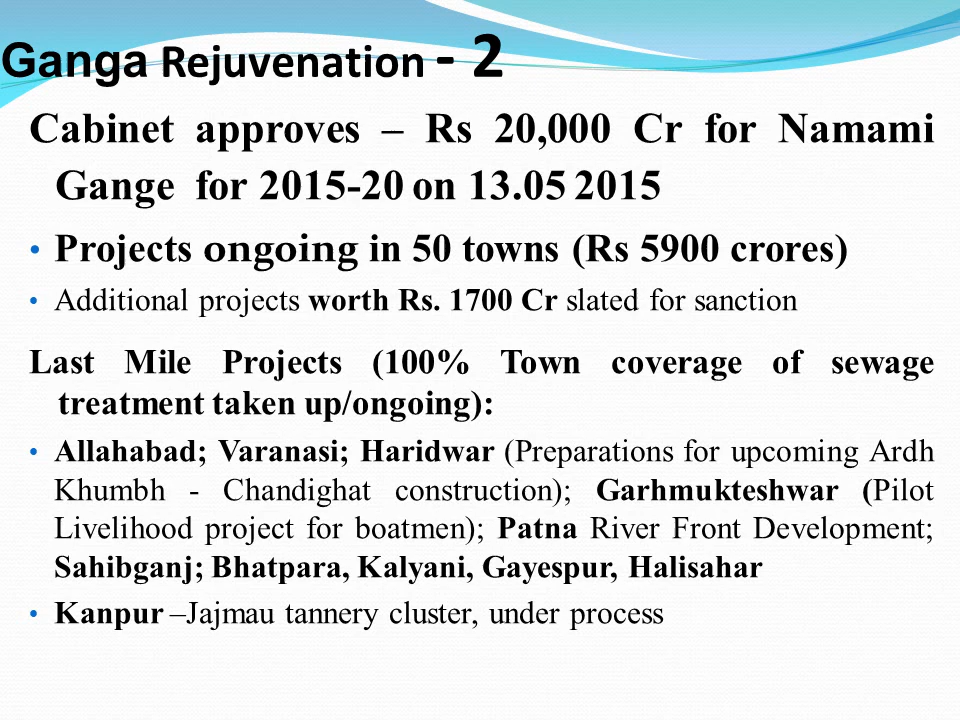 Ganga Rejuvenation - 2
Cabinet approves – Rs 20,000 Cr for Namami
Gange for 2015-20 on 13.05 2015
• Projects ongoing in 50 towns (Rs 5900 crores)
• Additional projects worth Rs. 1700 Cr slated for sanction
Last Mile Projects (100% Town coverage of sewage
treatment taken up/ongoing):
• Allahabad; Varanasi; Haridwar (Preparations for upcoming Ardh
Khumbh - Chandighat construction); Garhmukteshwar (Pilot
Livelihood project for boatmen); Patna River Front Development;
Sahibganj; Bhatpara, Kalyani, Gayespur, Halisahar
• Kanpur –Jajmau tannery cluster, under process